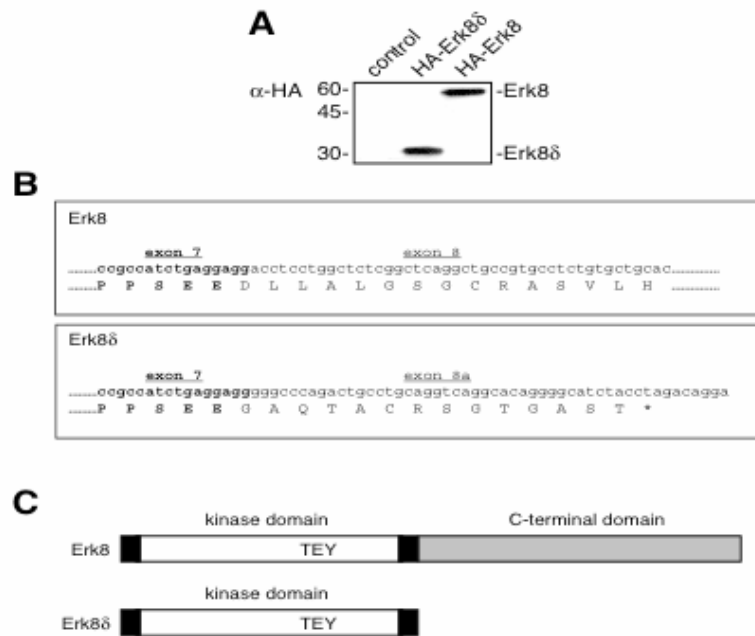 A
control HA-Erk8δ HA-Erk8
α-HA 60- -Erk8
45-
30- -Erk8δ
B
Erk8
exon 7 exon 8
........ccgccatctgaggaggacctcctggctctcggctcaggctgccgtgcctctgtgctgcac..............
........P P S E E D L L A L G S G C R A S V L H ..............
Erk8δ
exon 7 exon 8a
........ccgccatctgaggagggggcccagactgcctgcaggtcaggcacaggggcatctacctagacagga
........P P S E E G A Q T A C R S G T G A S T *
C
kinase domain C-terminal domain
Erk8 TEY
kinase domain
Erk8δ TEY